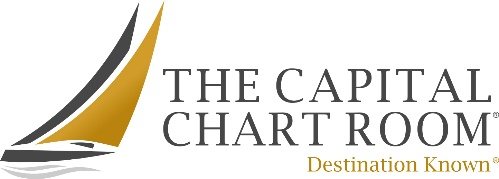 THE CAPITAL
CHART ROOM®
Destination Known®